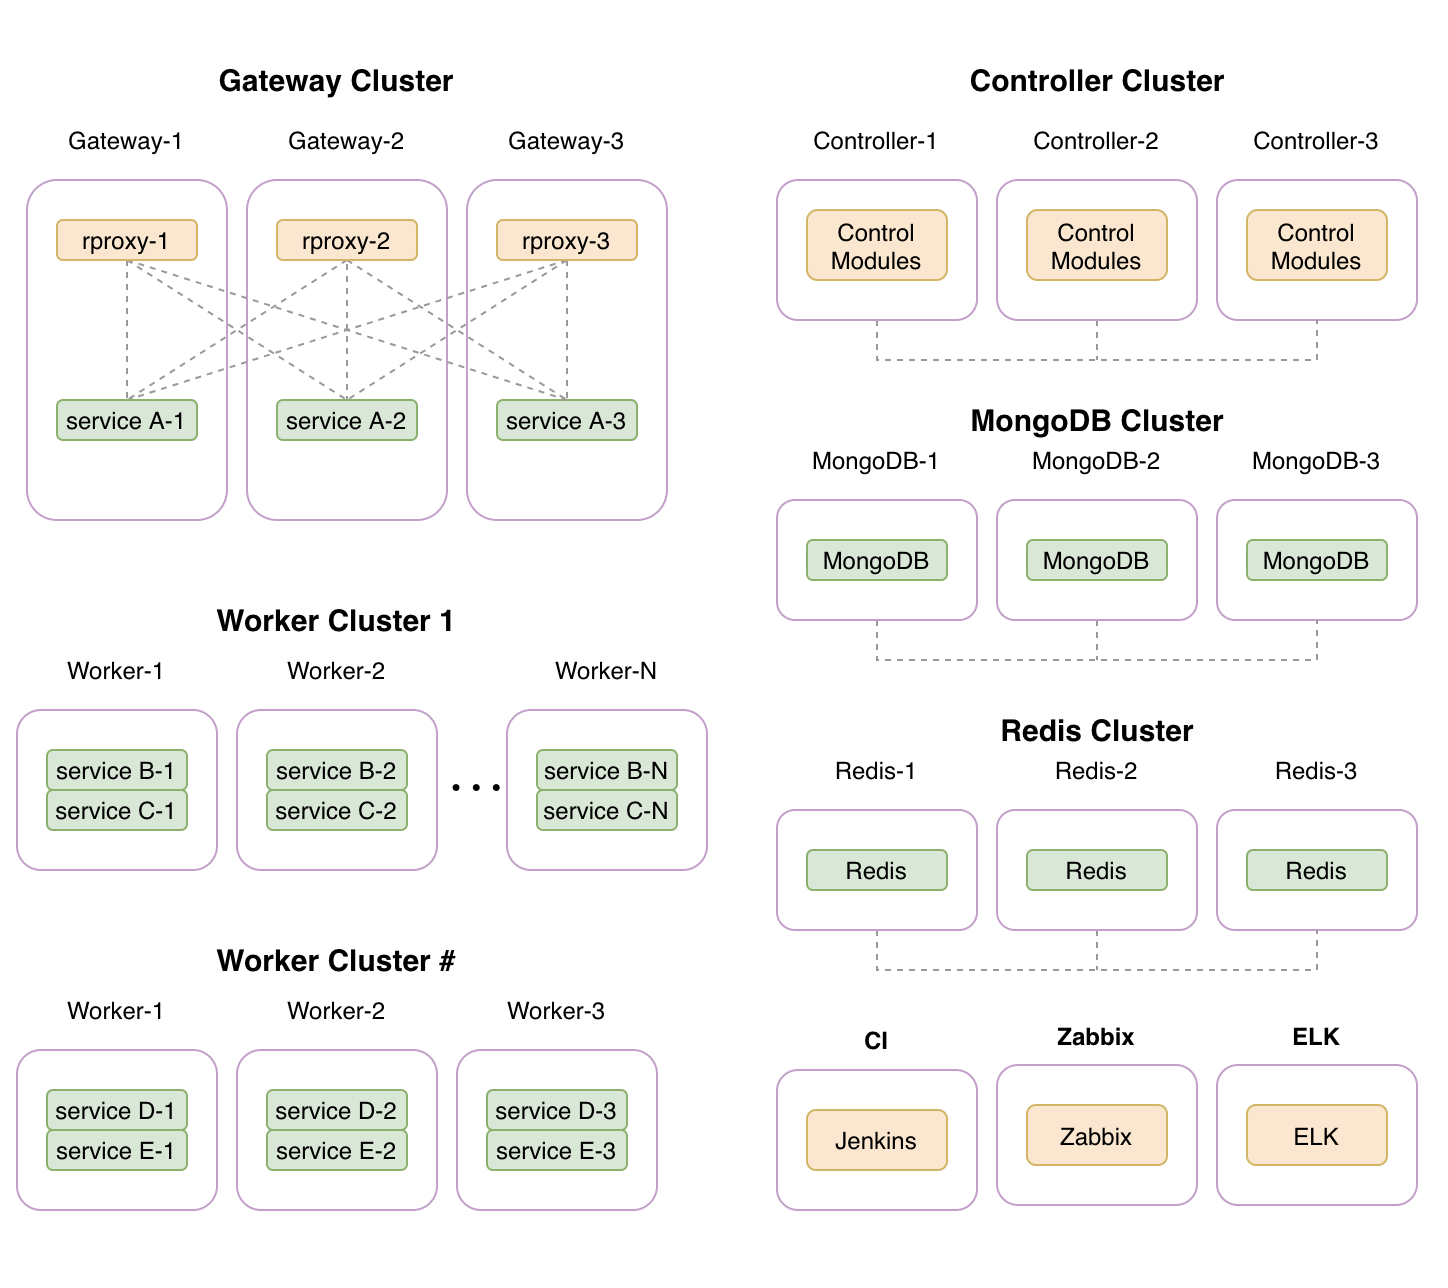 Gateway Cluster
Gateway-1
Gateway-2
Gateway-3
rproxy-1
rproxy-2
rproxy-3
service A-1
service A-2
service A-3
Worker Cluster 1
Worker-1
Worker-2
Worker-N
service B-1
service C-1
service B-2
service C-2
• • •
service B-N
service C-N
Worker Cluster #
Worker-1
Worker-2
Worker-3
service D-1
service E-1
service D-2
service E-2
service D-3
service E-3
Controller Cluster
Controller-1
Controller-2
Controller-3
Control
Modules
Control
Modules
Control
Modules
MongoDB Cluster
MongoDB-1
MongoDB-2
MongoDB-3
MongoDB
MongoDB
MongoDB
Redis Cluster
Redis-1
Redis-2
Redis-3
Redis
Redis
Redis
CI
Zabbix
ELK
Jenkins
Zabbix
ELK